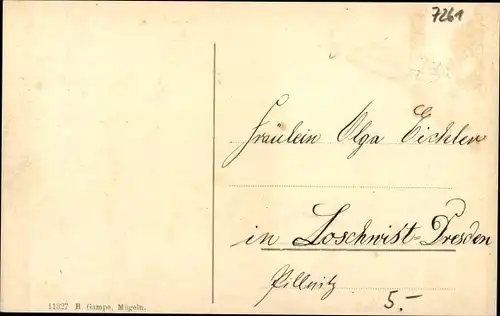 7261
Fräulein Olga Eichler
in Loschwitz-Dresden
Pillnitz
5.-
11327 R. Gampe, Mügeln.